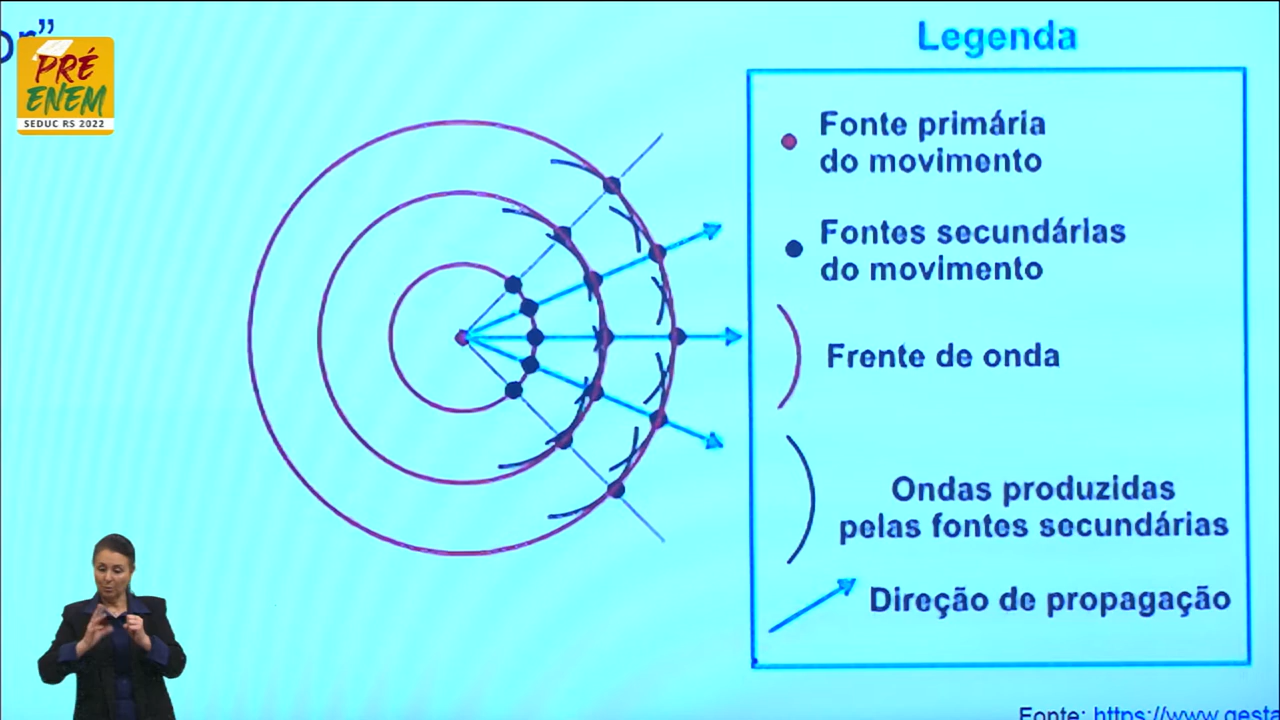 or”
PRÉ
ENEM
SEDUC RS 2022
Legenda
Fonte primária
do movimento
Fontes secundárias
do movimento
Frente de onda
Ondas produzidas
pelas fontes secundárias
Direção de propagação
Fonte: https://www.gesta